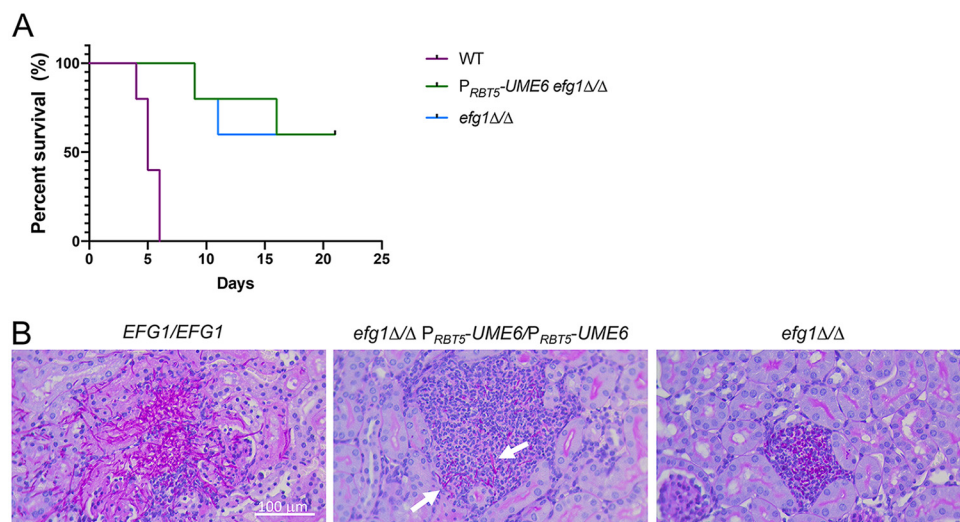 A
Percent survival (%)
100
50
0
0 5 10 15 20 25
Days
WT
PRBT5-UME6 efg1Δ/Δ
efg1Δ/Δ
B
EFG1/EFG1
efg1Δ/Δ PRBT5-UME6/PRBT5-UME6
efg1Δ/Δ
100 µm